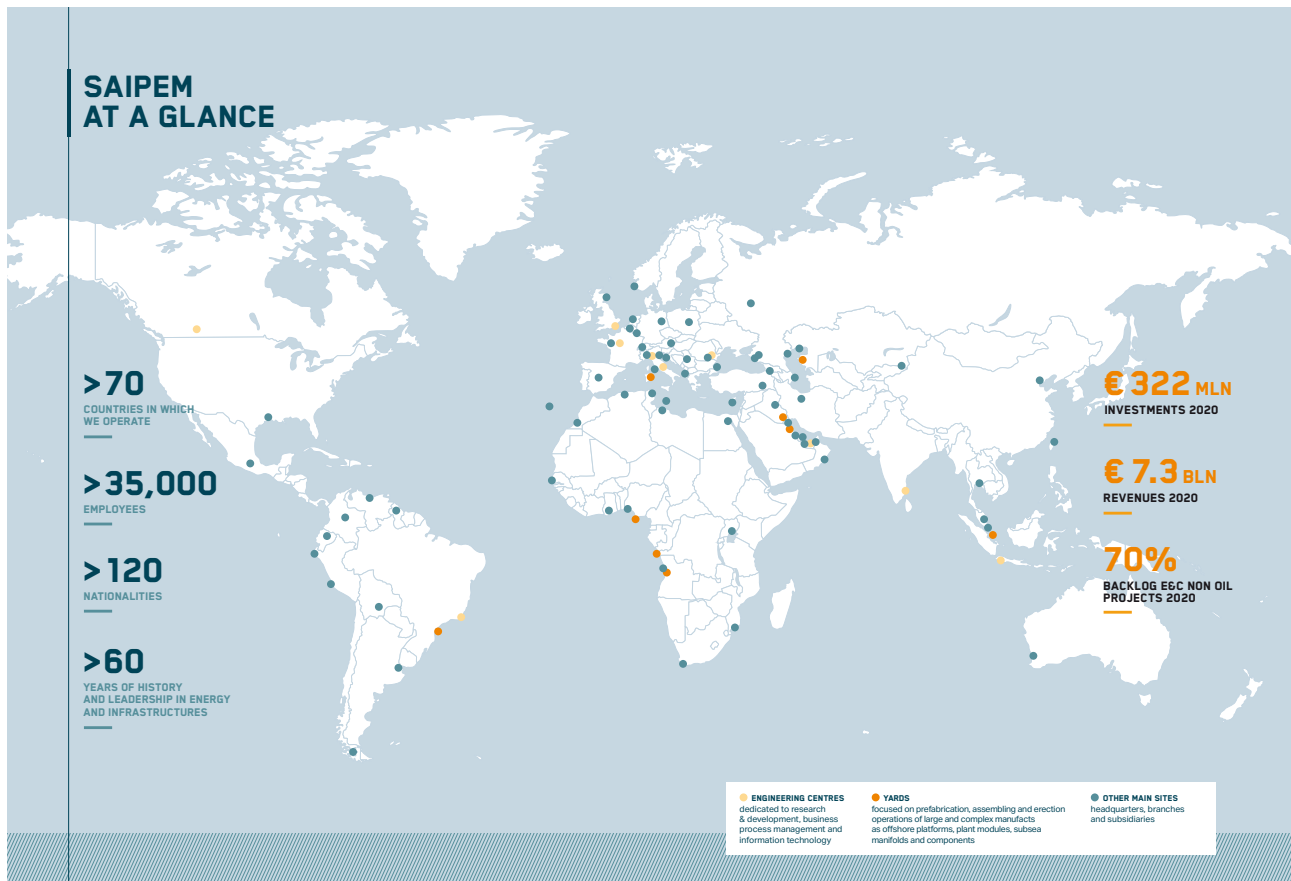 SAIPEM
AT A GLANCE
>70
COUNTRIES IN WHICH
WE OPERATE
>35,000
EMPLOYEES
>120
NATIONALITIES
>60
YEARS OF HISTORY
AND LEADERSHIP IN ENERGY
AND INFRASTRUCTURES
€ 322 MLN
INVESTMENTS 2020
€ 7.3 BLN
REVENUES 2020
70%
BACKLOG E&C NON OIL
PROJECTS 2020
ENGINEERING CENTRES
dedicated to research
& development, business
process management and
information technology
YARDS
focused on prefabrication, assembling and erection
operations of large and complex manufacts
as offshore platforms, plant modules, subsea
manifolds and components
OTHER MAIN SITES
headquarters, branches
and subsidiaries